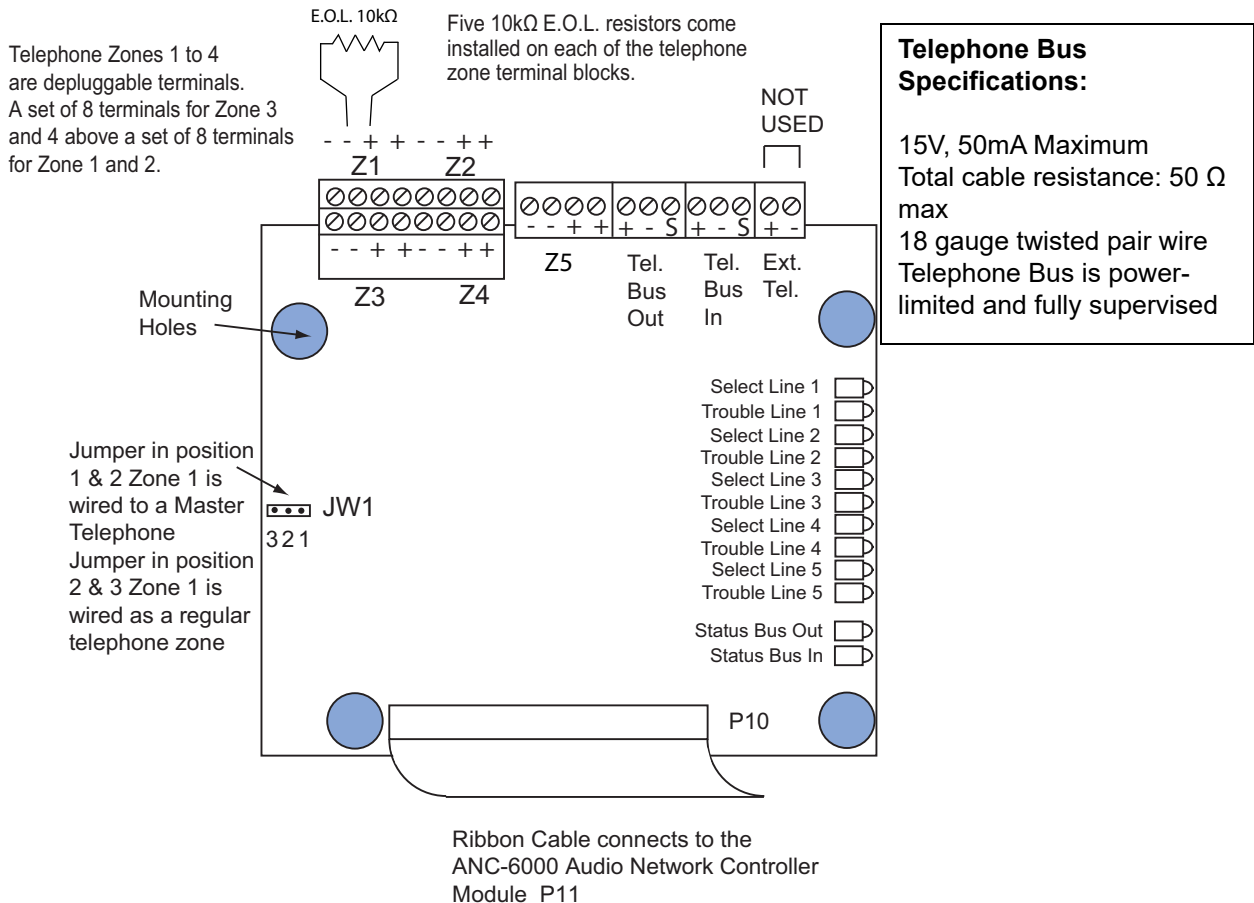 E.O.L. 10kΩ
Telephone Zones 1 to 4
are depluggable terminals.
A set of 8 terminals for Zone 3
and 4 above a set of 8 terminals
for Zone 1 and 2.
Five 10kΩ E.O.L. resistors come
installed on each of the telephone
zone terminal blocks.
NOT
USED
Telephone Bus
Specifications:
15V, 50mA Maximum
Total cable resistance: 50 Ω
max
18 gauge twisted pair wire
Telephone Bus is power-
limited and fully supervised
- - + + - - + +
Z1 Z2
- - + + - - + +
Z3 Z4
- - + + + - S + - S + -
Z5
Tel.
Bus
Out
Tel.
Bus
In
Ext.
Tel.
Mounting
Holes
Jumper in position
1 & 2 Zone 1 is
wired to a Master
Telephone
Jumper in position
2 & 3 Zone 1 is
wired as a regular
telephone zone
JW1
3 2 1
Select Line 1
Trouble Line 1
Select Line 2
Trouble Line 2
Select Line 3
Trouble Line 3
Select Line 4
Trouble Line 4
Select Line 5
Trouble Line 5
Status Bus Out
Status Bus In
P10
Ribbon Cable connects to the
ANC-6000 Audio Network Controller
Module P11